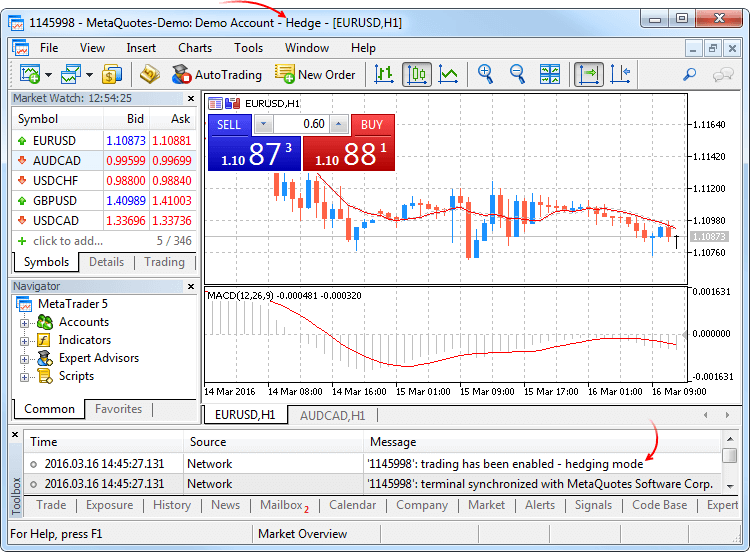 1145998 - MetaQuotes-Demo: Demo Account - Hedge - [EURUSD,H1]
File View Insert Charts Tools Window Help
AutoTrading New Order
Market Watch: 12:54:25
Symbol Bid Ask
EURUSD 1.10873 1.10881
AUDCAD 0.99599 0.99699
USDCHF 0.98800 0.98840
GBPUSD 1.40989 1.41003
USDCAD 1.33696 1.33736
click to add... 5 / 346
Symbols Details Trading
Navigator
MetaTrader 5
Accounts
Indicators
Expert Advisors
Scripts
Common Favorites
EURUSD,H1
SELL 0.60 BUY
1.10 87 3 1.10 88 1
1.11640
1.11420
1.11200
1.10980
1.10873
1.10760
MACD(12,26,9) -0.000481 -0.000320
0.001631
0.000000
-0.001631
14 Mar 2016 14 Mar 08:00 14 Mar 16:00 15 Mar 01:00 15 Mar 09:00 15 Mar 17:00 16 Mar 01:00 16 Mar 09:00
EURUSD,H1 AUDCAD,H1
Toolbox
Time Source Message
2016.03.16 14:45:27.131 Network '1145998': trading has been enabled - hedging mode
2016.03.16 14:45:27.131 Network '1145998': terminal synchronized with MetaQuotes Software Corp.
Trade Exposure History News Mailbox 2 Calendar Company Market Alerts Signals Code Base Expert
For Help, press F1 Market Overview